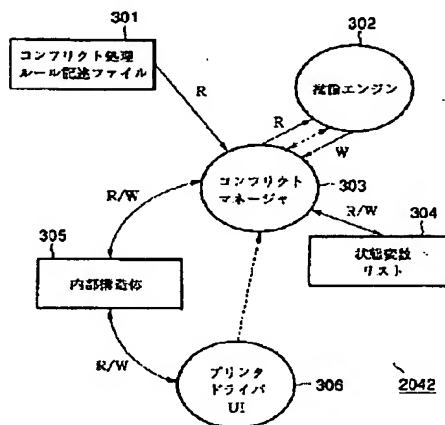 301
コンフリクト処理
ルール記述ファイル
302
推論エンジン
R
R
W
コンフリクト
マネージャ
303
R/W
304
R/W
状態変数
リスト
305
内部構造体
R/W
プリンタ
ドライバ
UI
306
2042